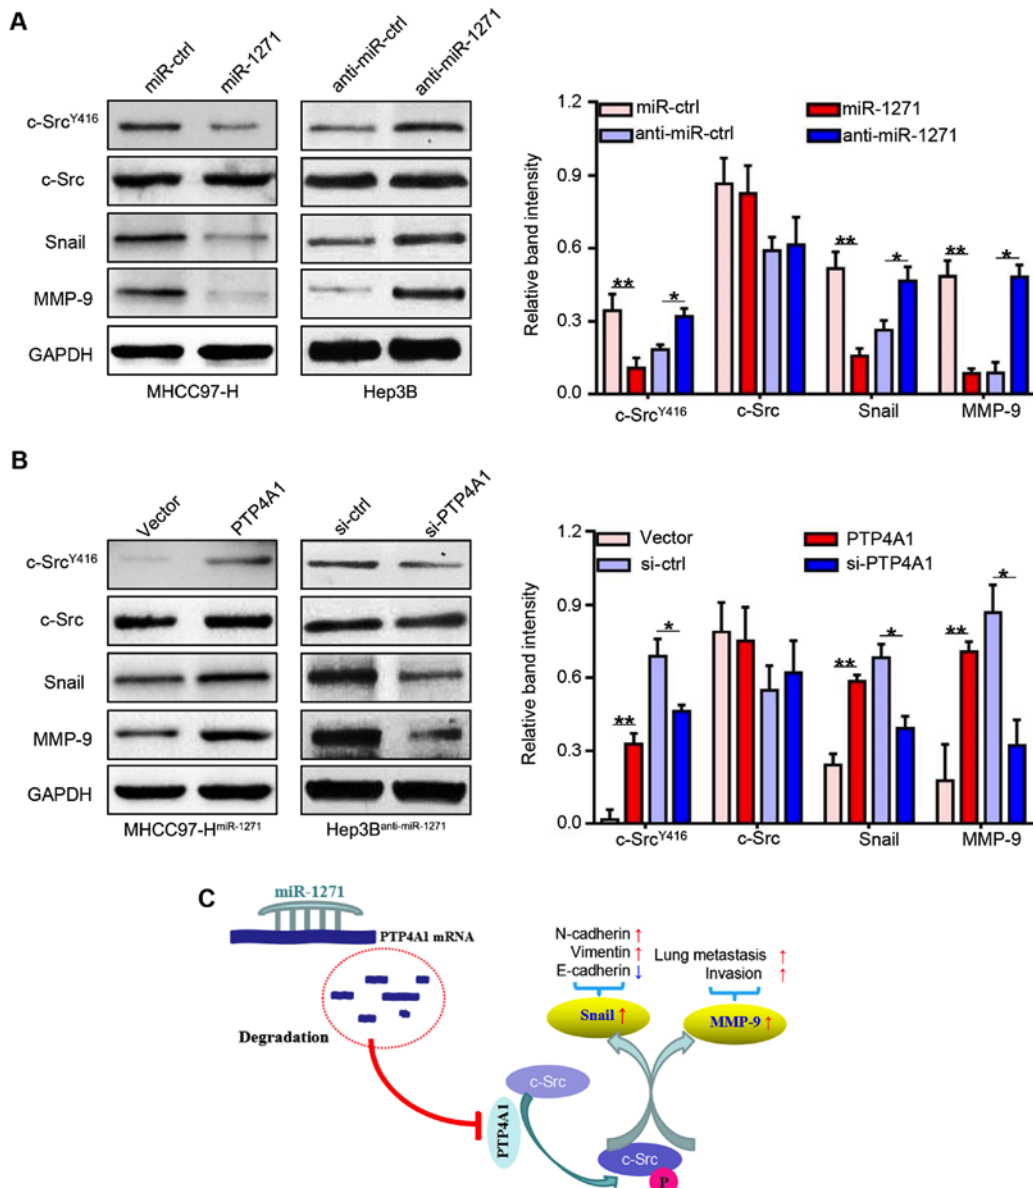 A
miR-ctrl
miR-1271
anti-miR-ctrl
anti-miR-1271
c-SrcY416
c-Src
Snail
MMP-9
GAPDH
MHCC97-H
Hep3B
Relative band intensity
1.2
0.9
0.6
0.3
0.0
miR-ctrl
miR-1271
anti-miR-ctrl
anti-miR-1271
** * ** * ** *
c-SrcY416 c-Src Snail MMP-9
B
Vector
PTP4A1
si-ctrl
si-PTP4A1
c-SrcY416
c-Src
Snail
MMP-9
GAPDH
MHCC97-HmiR-1271
Hep3Banti-miR-1271
Relative band intensity
1.2
0.9
0.6
0.3
0.0
Vector
PTP4A1
si-ctrl
si-PTP4A1
** * ** * ** *
c-SrcY416 c-Src Snail MMP-9
C
miR-1271
PTP4A1 mRNA
Degradation
N-cadherin ↑
Vimentin ↑
E-cadherin ↓
Lung metastasis ↑
Invasion ↑
Snail ↑
MMP-9 ↑
c-Src
PTP4A1
c-Src
P